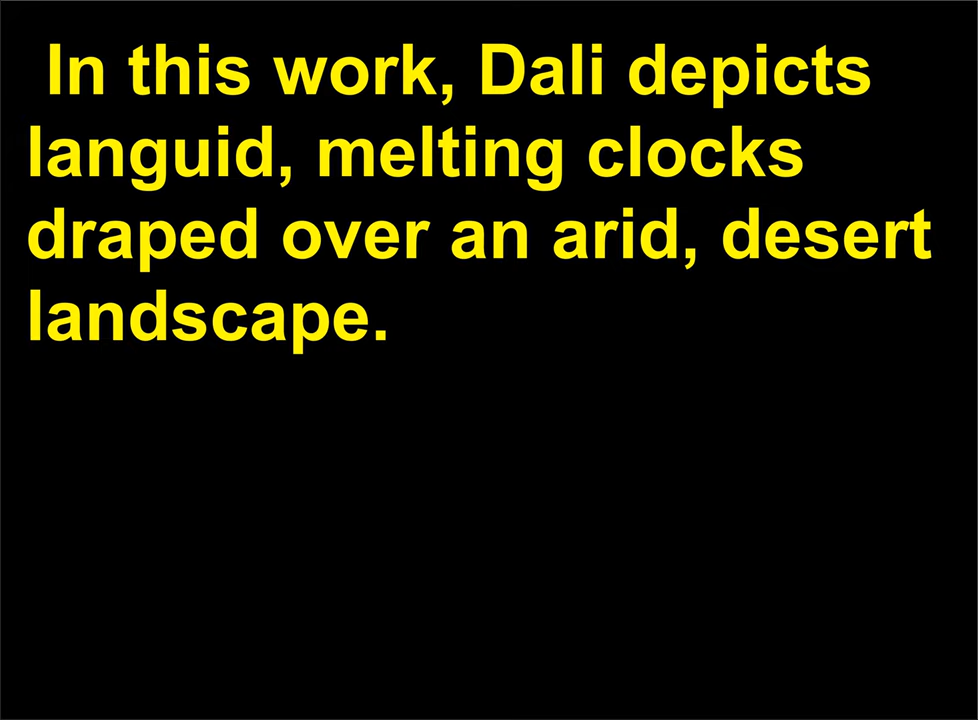 In this work, Dali depicts
languid, melting clocks
draped over an arid, desert
landscape.